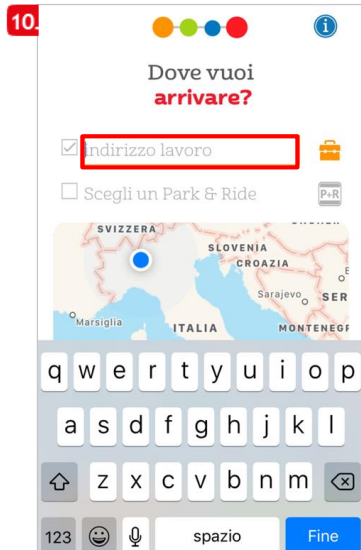 10.
i
Dove vuoi
arrivare?
indirizzo lavoro
Scegli un Park & Ride
P+R
SVIZZERA
SLOVENIA
CROAZIA
Sarajevo
SER
Marsiglia
ITALIA
MONTENEGR
q w e r t y u i o p
a s d f g h j k l
z x c v b n m
123 spazio Fine